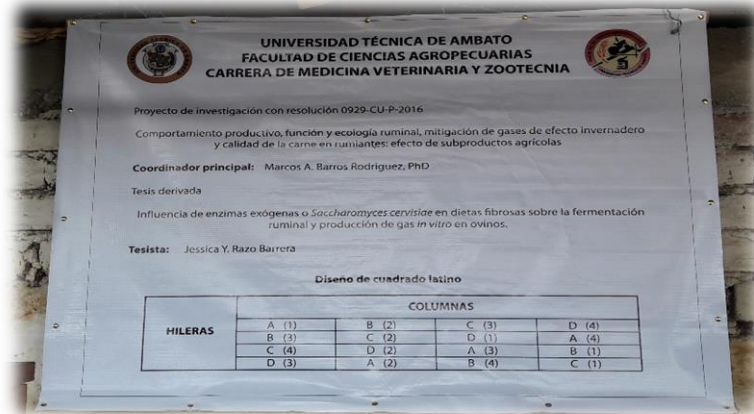 UNIVERSIDAD TÉCNICA DE AMBATO
FACULTAD DE CIENCIAS AGROPECUARIAS
CARRERA DE MEDICINA VETERINARIA Y ZOOTECNIA
Proyecto de investigación con resolución 0929-CU-P-2016
Comportamiento productivo, función y ecología ruminal, mitigación de gases de efecto invernadero
y calidad de la carne en rumiantes: efecto de subproductos agrícolas
Coordinador principal: Marcos A. Barros Rodríguez, PhD
Tesis derivada
Influencia de enzimas exógenas o Saccharomyces cervisiae en dietas fibrosas sobre la fermentación
ruminal y producción de gas in vitro en ovinos.
Tesista: Jessica Y. Razo Barrera
Diseño de cuadrado latino
COLUMNAS
HILERAS
A (1) B (2) C (3) D (4)
B (3) C (2) D (1) A (4)
C (4) D (2) A (3) B (1)
D (3) A (2) B (4) C (1)